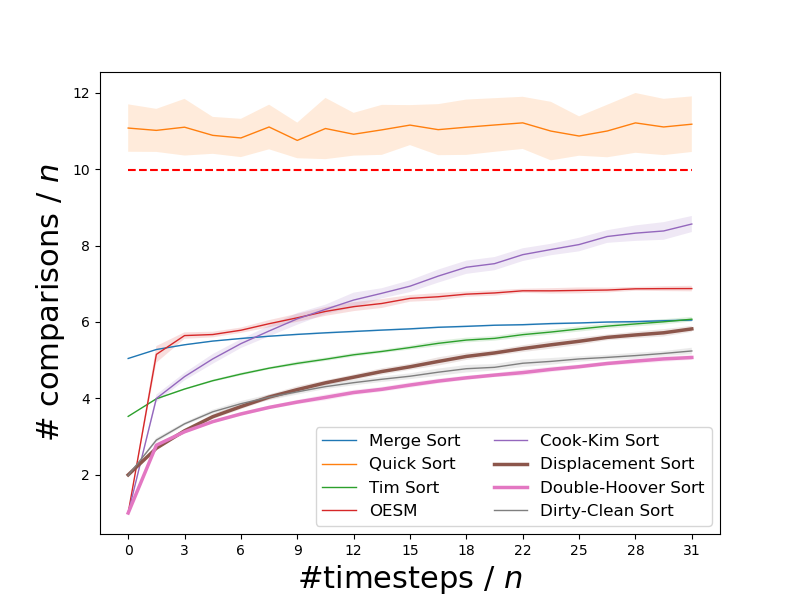 12
10
8
6
4
2
# comparisons / n
Merge Sort
Quick Sort
Tim Sort
OESM
Cook-Kim Sort
Displacement Sort
Double-Hoover Sort
Dirty-Clean Sort
0 3 6 9 12 15 18 22 25 28 31
#timesteps / n